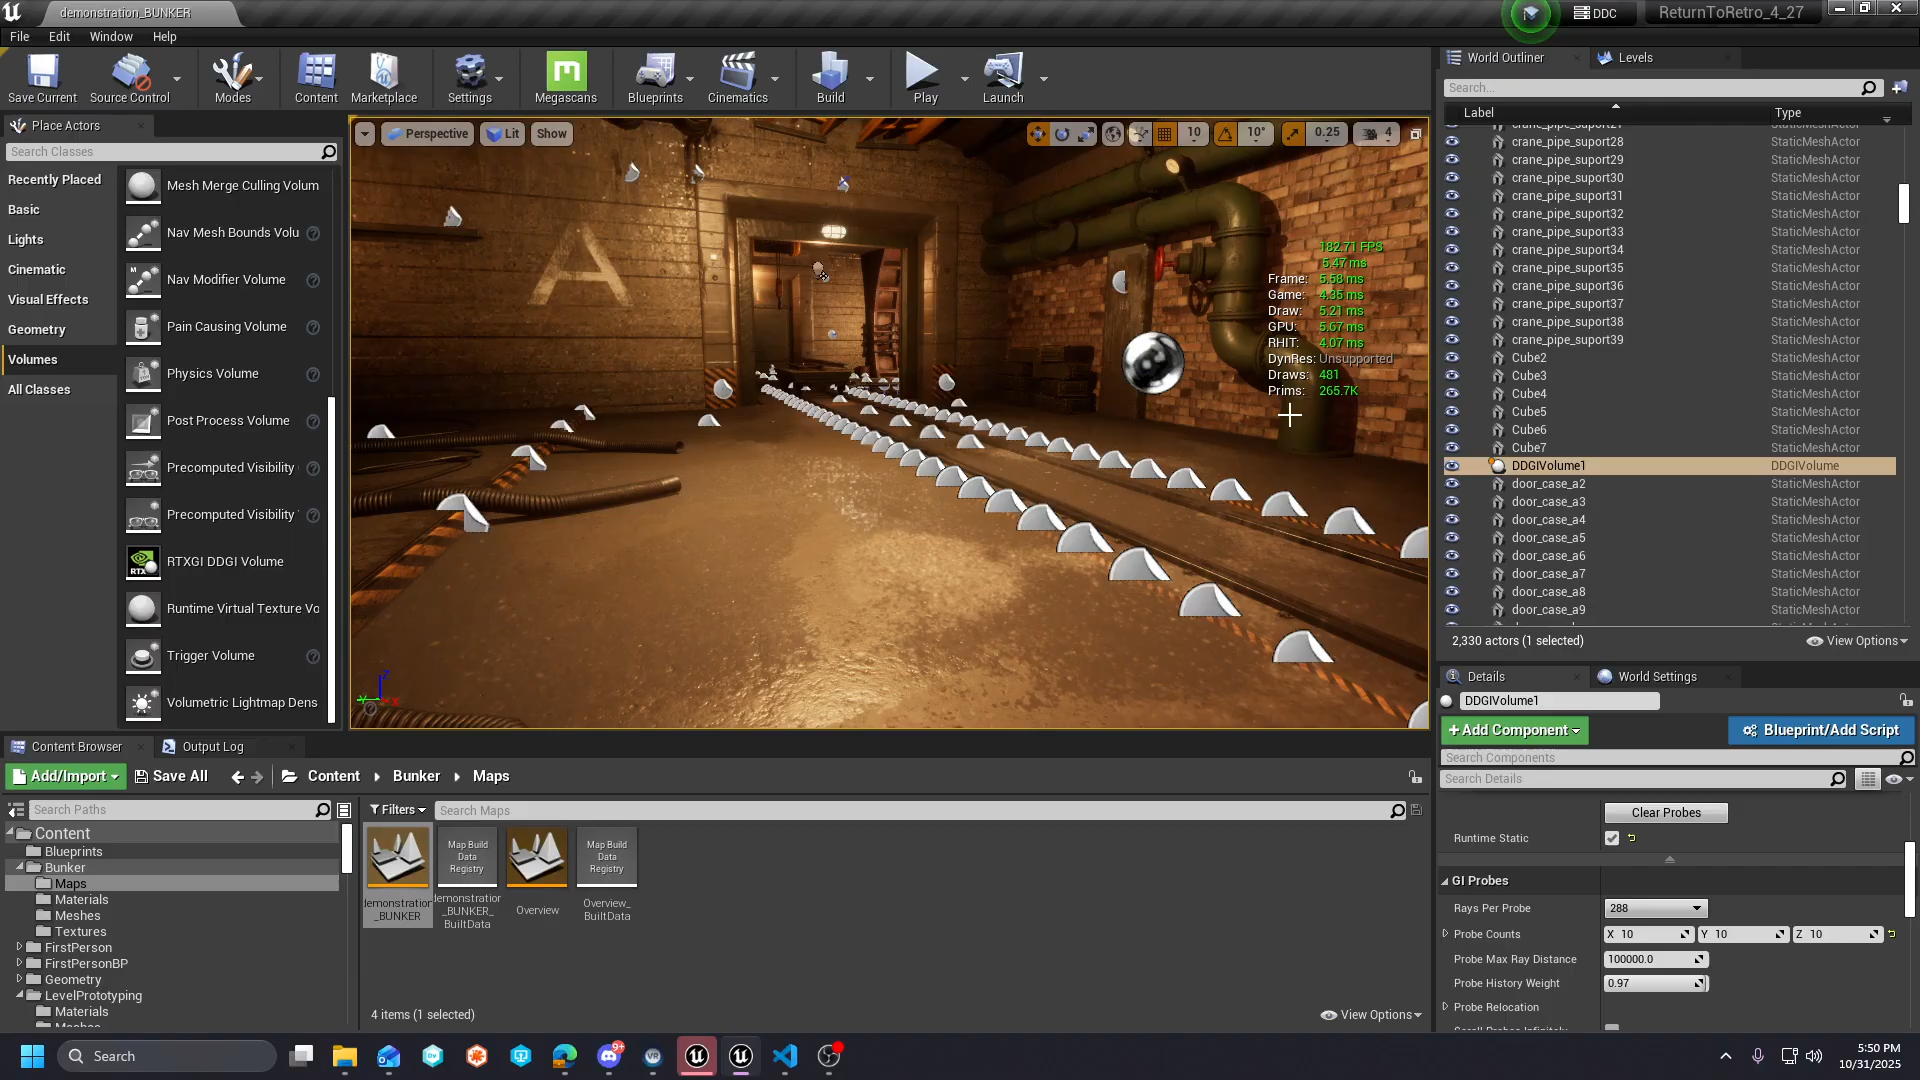 demonstration_BUNKER
DDC
ReturnToRetro_4_27
File
Edit
Window
Help
Save Current
Source Control
Modes
Content
Marketplace
Settings
Megascans
Blueprints
Cinematics
Build
Play
Launch
Place Actors
Search Classes
Recently Placed
Basic
Lights
Cinematic
Visual Effects
Geometry
Volumes
All Classes
Mesh Merge Culling Volum
Nav Mesh Bounds Volu
Nav Modifier Volume
Pain Causing Volume
Physics Volume
Post Process Volume
Precomputed Visibility
Precomputed Visibility
RTXGI DDGI Volume
Runtime Virtual Texture Vo
Trigger Volume
Volumetric Lightmap Dens
Perspective
Lit
Show
10
10°
0.25
4
A
182.71 FPS
5.47 ms
Frame: 5.58 ms
Game: 4.35 ms
Draw: 5.21 ms
GPU: 5.67 ms
RHIT: 4.07 ms
DynRes: Unsupported
Draws: 481
Prims: 265.7K
World Outliner
Levels
Search...
Label
Type
crane_pipe_suport27 StaticMeshActor
crane_pipe_suport28 StaticMeshActor
crane_pipe_suport29 StaticMeshActor
crane_pipe_suport30 StaticMeshActor
crane_pipe_suport31 StaticMeshActor
crane_pipe_suport32 StaticMeshActor
crane_pipe_suport33 StaticMeshActor
crane_pipe_suport34 StaticMeshActor
crane_pipe_suport35 StaticMeshActor
crane_pipe_suport36 StaticMeshActor
crane_pipe_suport37 StaticMeshActor
crane_pipe_suport38 StaticMeshActor
crane_pipe_suport39 StaticMeshActor
Cube2 StaticMeshActor
Cube3 StaticMeshActor
Cube4 StaticMeshActor
Cube5 StaticMeshActor
Cube6 StaticMeshActor
Cube7 StaticMeshActor
DDGIVolume1 DDGIVolume
door_case_a2 StaticMeshActor
door_case_a3 StaticMeshActor
door_case_a4 StaticMeshActor
door_case_a5 StaticMeshActor
door_case_a6 StaticMeshActor
door_case_a7 StaticMeshActor
door_case_a8 StaticMeshActor
door_case_a9 StaticMeshActor
2,330 actors (1 selected)
View Options
Details
World Settings
DDGIVolume1
+ Add Component
Blueprint/Add Script
Search Components
Search Details
Clear Probes
Runtime Static
GI Probes
Rays Per Probe 288
Probe Counts X 10 Y 10 Z 10
Probe Max Ray Distance 100000.0
Probe History Weight 0.97
Probe Relocation
Scroll Probes Infinitely
Content Browser
Output Log
Add/Import
Save All
Content
Bunker
Maps
Search Paths
Filters
Search Maps
Content
Blueprints
Bunker
Maps
Materials
Meshes
Textures
FirstPerson
FirstPersonBP
Geometry
LevelPrototyping
Materials
Meshes
demonstration
_BUNKER
Map Build
Data
Registry
demonstration
_BUNKER_
BuiltData
Overview
Map Build
Data
Registry
Overview_
BuiltData
4 items (1 selected)
View Options
Search
9+
5:50 PM
10/31/2025